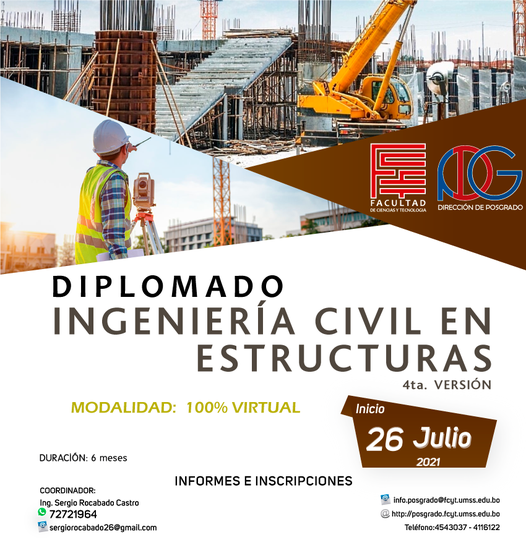 FACULTAD
DE CIENCIAS Y TECNOLOGIA
DIRECCIÓN DE POSGRADO
DIPLOMADO
INGENIERÍA CIVIL EN
ESTRUCTURAS
4ta. VERSIÓN
MODALIDAD: 100% VIRTUAL
Inicio
26 Julio
2021
DURACIÓN: 6 meses
INFORMES E INSCRIPCIONES
COORDINADOR:
Ing. Sergio Rocabado Castro
72721964
sergiorocabado26@gmail.com
info.posgrado@fcyt.umss.edu.bo
http://posgrado.fcyt.umss.edu.bo
Teléfono:4543037 - 4116122